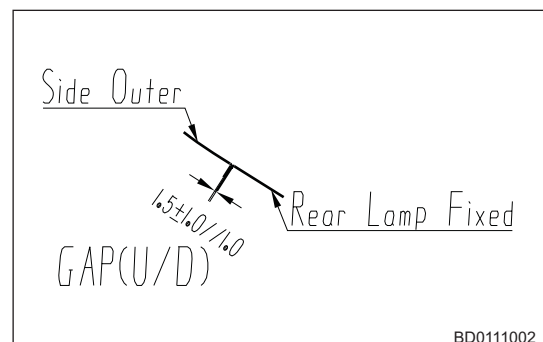 Side Outer
1.5±1.0//1.0
Rear Lamp Fixed
GAP(U/D)
BD0111002